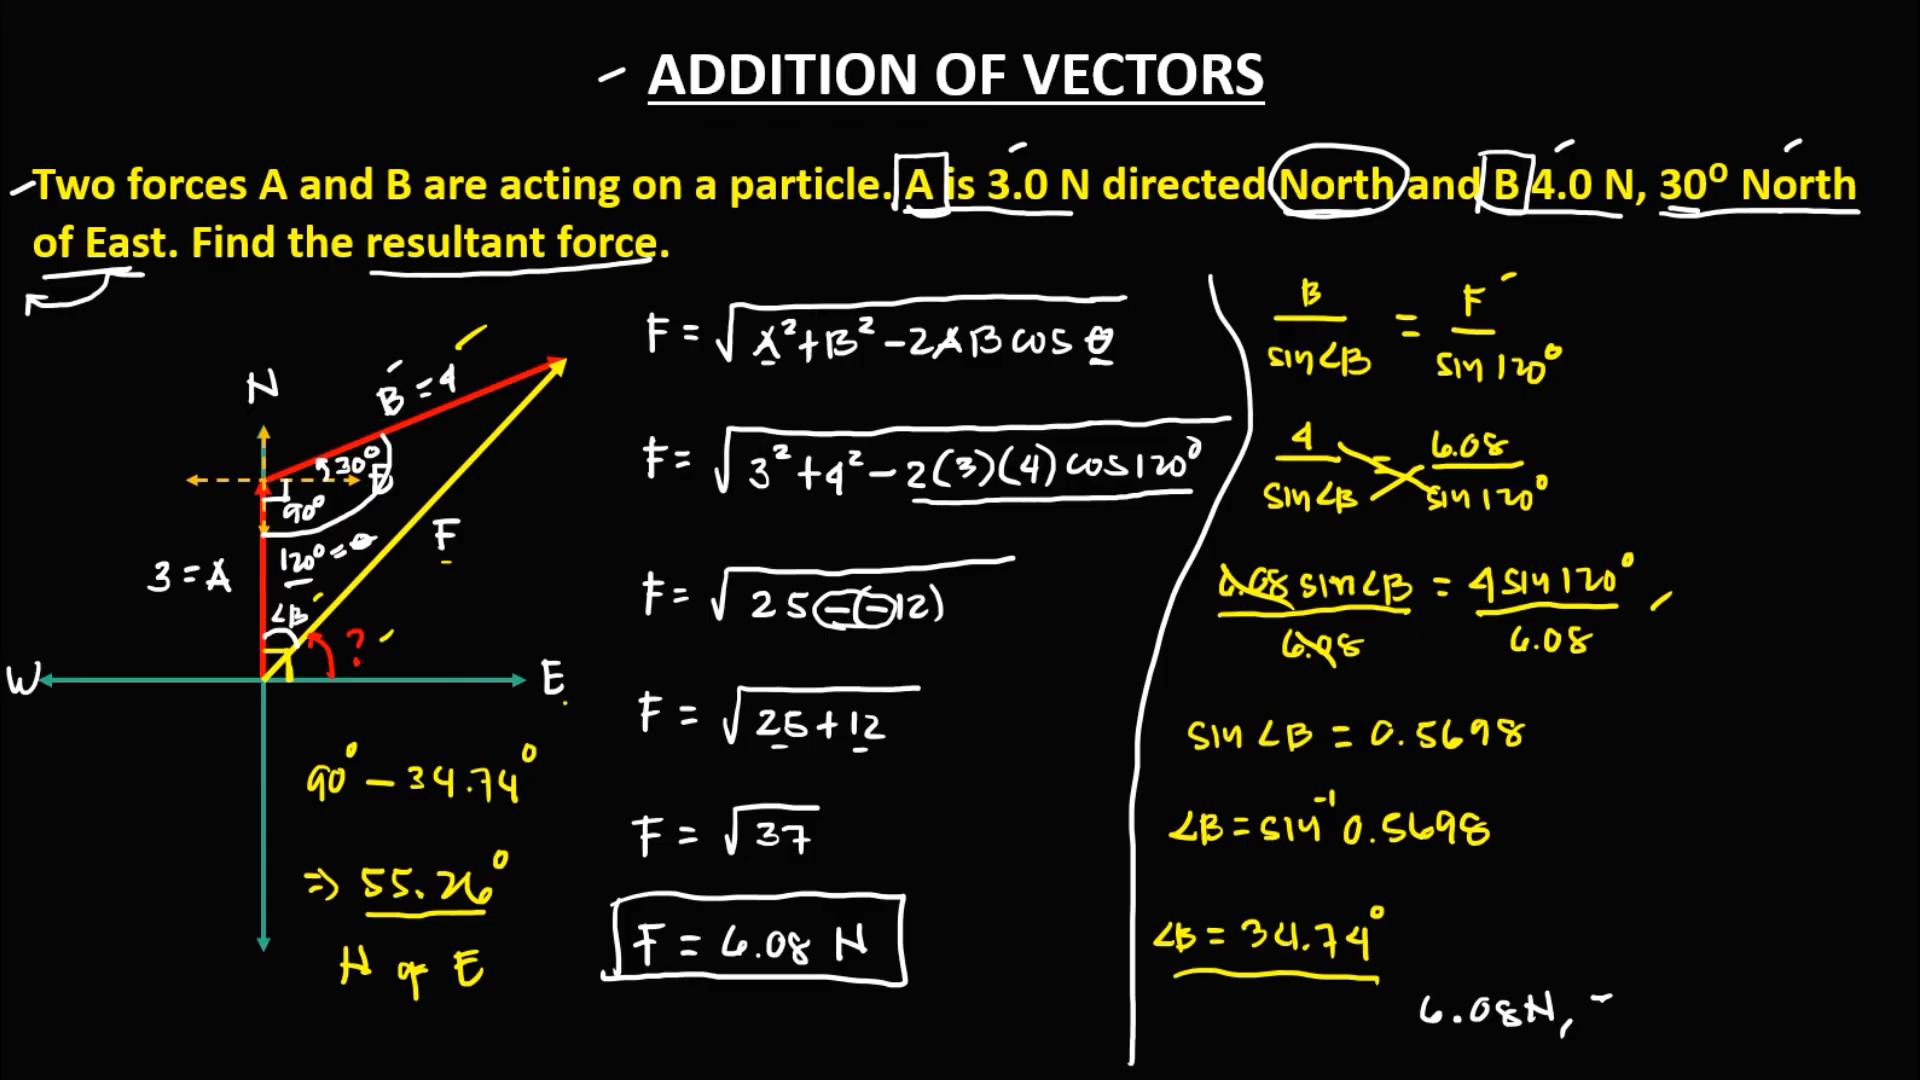 ADDITION OF VECTORS
Two forces A and B are acting on a particle. A is 3.0 N directed North and B 4.0 N, 30° North
of East. Find the resultant force.
N
B = 4
30°
E
90°
120° = θ
3 = A
F
∠B
?
W
E
90° - 34.74°
⇒ 55.26°
N of E
F = √A² + B² - 2AB cos θ
F = √3² + 4² - 2(3)(4) cos 120°
F = √25 - (-12)
F = √25 + 12
F = √37
F = 6.08 N
B / sin∠B = F / sin 120°
4 / sin∠B = 6.08 / sin 120°
6.08 sin∠B / 6.08 = 4 sin 120° / 6.08
sin∠B = 0.5698
∠B = sin⁻¹ 0.5698
∠B = 34.74°
6.08N,